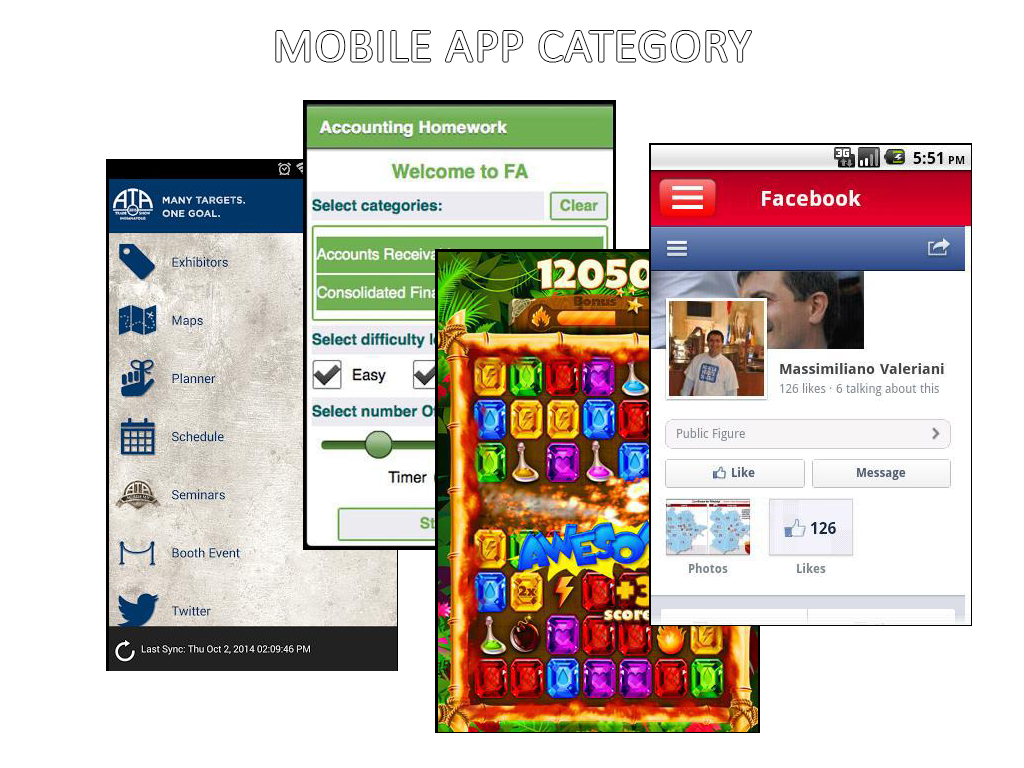 MOBILE APP CATEGORY
ATA
MANY TARGETS.
ONE GOAL.
Exhibitors
Maps
Planner
Schedule
Seminars
Booth Event
Twitter
Last Sync: Thu Oct 2, 2014 02:09:46 PM
Accounting Homework
Welcome to FA
Select categories:
Clear
Accounts Receiva
Consolidated Fina
Select difficulty l
Easy
Select number Of
Timer
St
12050
Bonus
AWESO
2x
+3
score
3G
5:51 PM
Facebook
Massimiliano Valeriani
126 likes · 6 talking about this
Public Figure
Like
Message
126
Photos
Likes